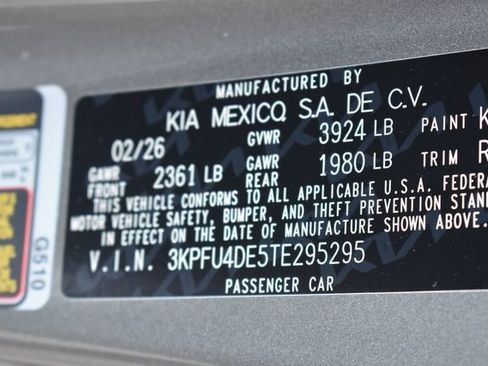 MANUFACTURED BY
KIA MEXICO, S.A. DE C.V.
02/26 GVWR 3924 LB PAINT K
GAWR FRONT 2361 LB GAWR REAR 1980 LB TRIM R
THIS VEHICLE CONFORMS TO ALL APPLICABLE U.S.A. FEDERA
MOTOR VEHICLE SAFETY, BUMPER, AND THEFT PREVENTION STAN
IN EFFECT ON THE DATE OF MANUFACTURE SHOWN ABOVE.
V.I.N. 3KPFU4DE5TE295295
PASSENGER CAR
G510